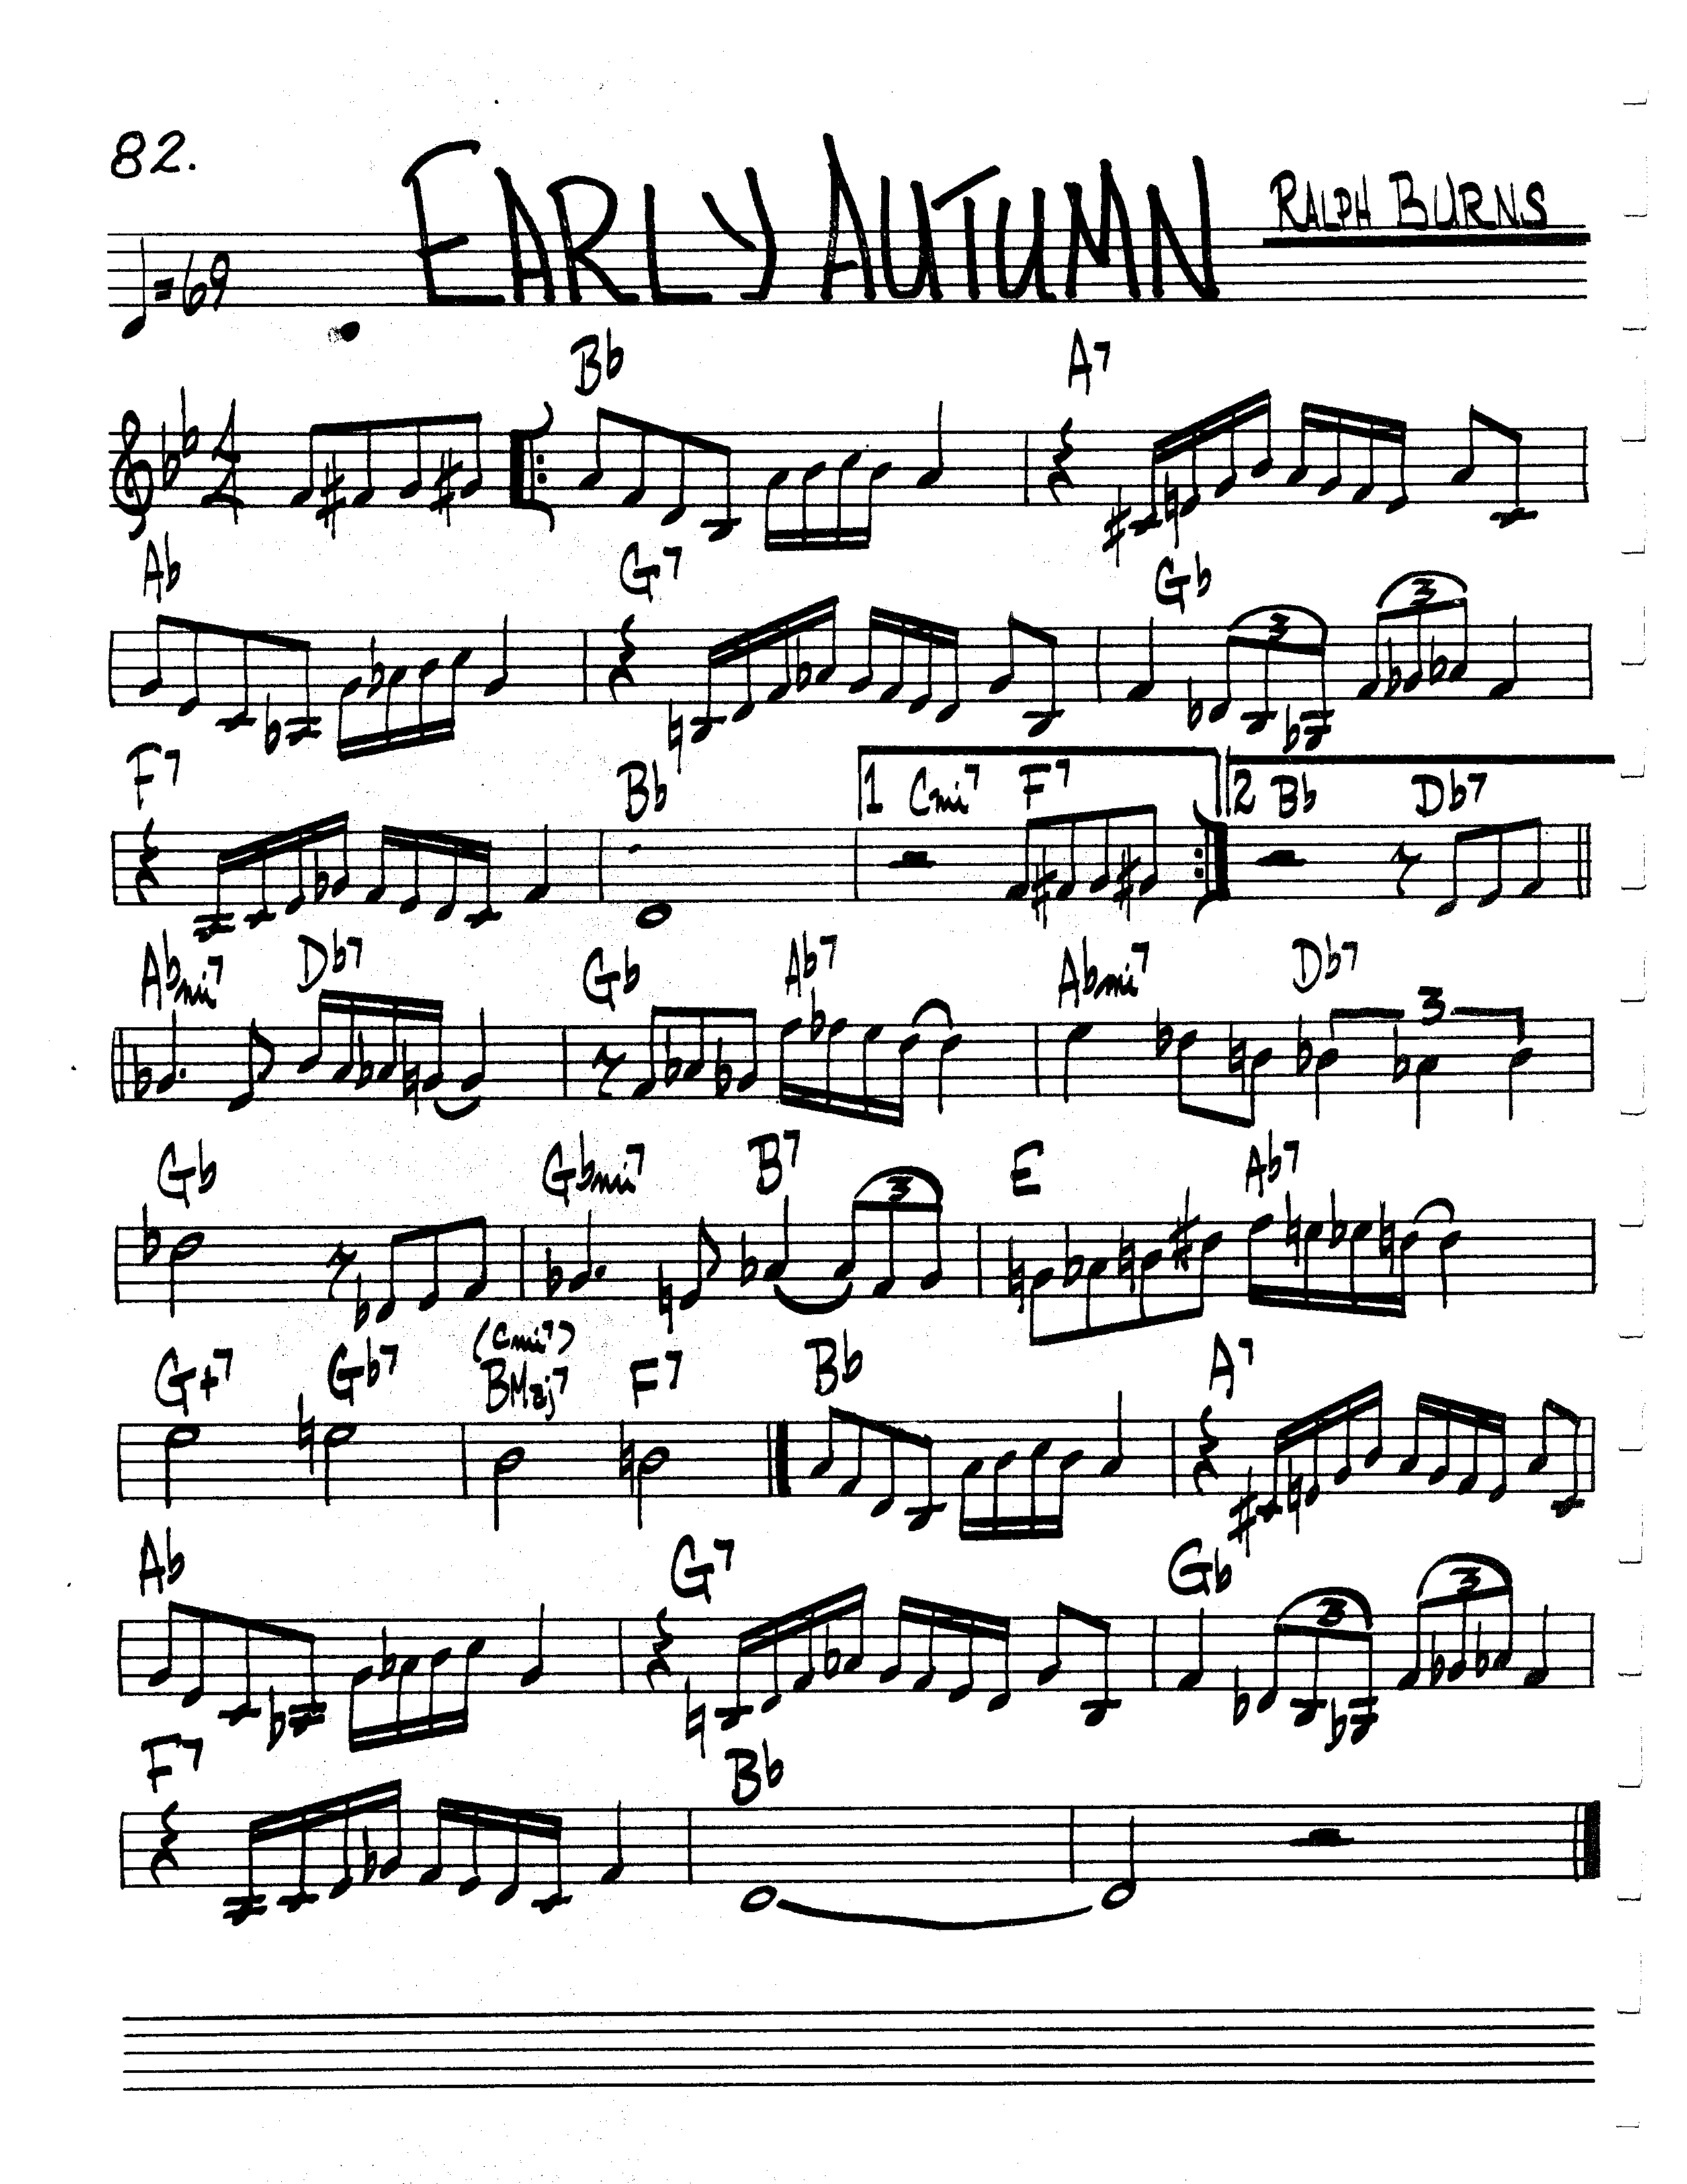 82.
EARLY AUTUMN
RALPH BURNS
♩=69
Bb A7
4
4
Ab G7 Gb
3 3
F7 Bb 1 Cmi7 F7 2 Bb Db7
Abmi7 Db7 Gb Ab7 Abmi7 Db7
3
Gb Gbmi7 B7 E Ab7
3
(Cmi7)
G+7 Gb7 BMaj7 F7 Bb A7
Ab G7 Gb
3 3
F7 Bb